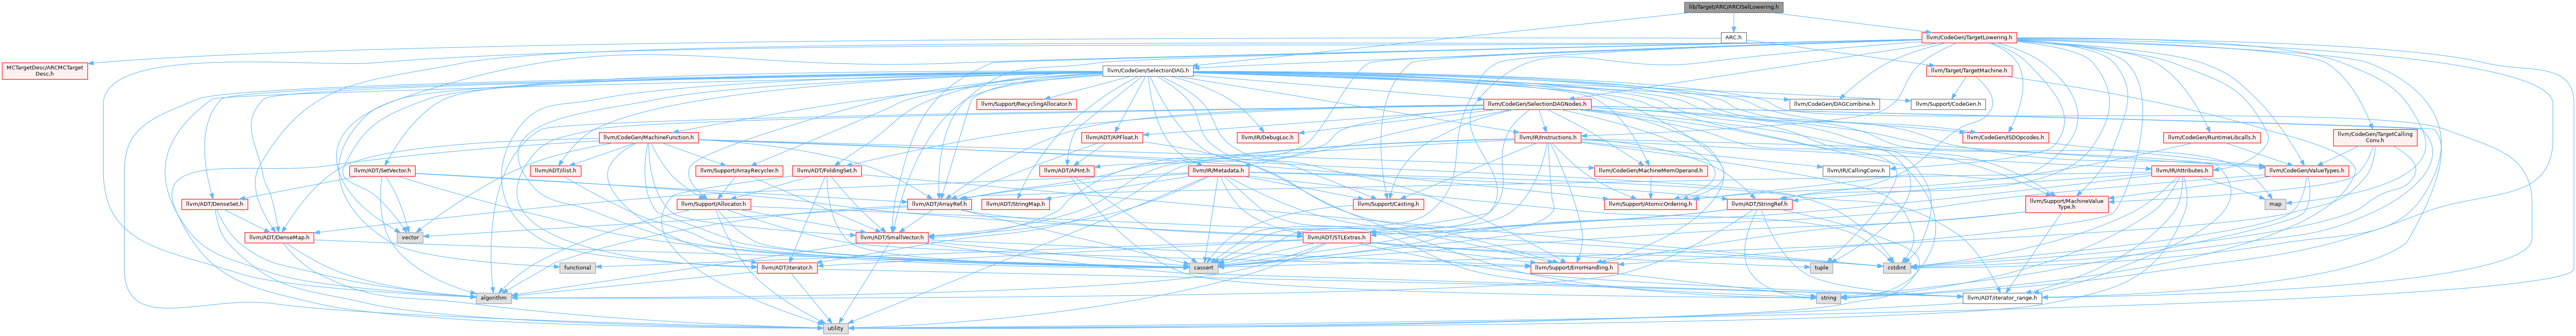 lib/Target/ARC/ARCISelLowering.h
ARC.h
llvm/CodeGen/TargetLowering.h
MCTargetDesc/ARCMCTarget
Desc.h
llvm/CodeGen/SelectionDAG.h
llvm/Target/TargetMachine.h
llvm/Support/RecyclingAllocator.h
llvm/CodeGen/SelectionDAGNodes.h
llvm/CodeGen/DAGCombine.h
llvm/Support/CodeGen.h
llvm/CodeGen/MachineFunction.h
llvm/ADT/APFloat.h
llvm/IR/DebugLoc.h
llvm/IR/Instructions.h
llvm/CodeGen/ISDOpcodes.h
llvm/CodeGen/RuntimeLibcalls.h
llvm/CodeGen/TargetCalling
Conv.h
llvm/ADT/SetVector.h
llvm/ADT/ilist.h
llvm/Support/ArrayRecycler.h
llvm/ADT/FoldingSet.h
llvm/ADT/APInt.h
llvm/IR/Metadata.h
llvm/CodeGen/MachineMemOperand.h
llvm/IR/CallingConv.h
llvm/IR/Attributes.h
llvm/CodeGen/ValueTypes.h
llvm/ADT/DenseSet.h
llvm/Support/Allocator.h
llvm/ADT/ArrayRef.h
llvm/ADT/StringMap.h
llvm/Support/Casting.h
llvm/Support/AtomicOrdering.h
llvm/ADT/StringRef.h
llvm/Support/MachineValue
Type.h
map
llvm/ADT/DenseMap.h
vector
llvm/ADT/SmallVector.h
llvm/ADT/STLExtras.h
functional
llvm/ADT/iterator.h
cassert
llvm/Support/ErrorHandling.h
tuple
cstdint
algorithm
string
llvm/ADT/iterator_range.h
utility